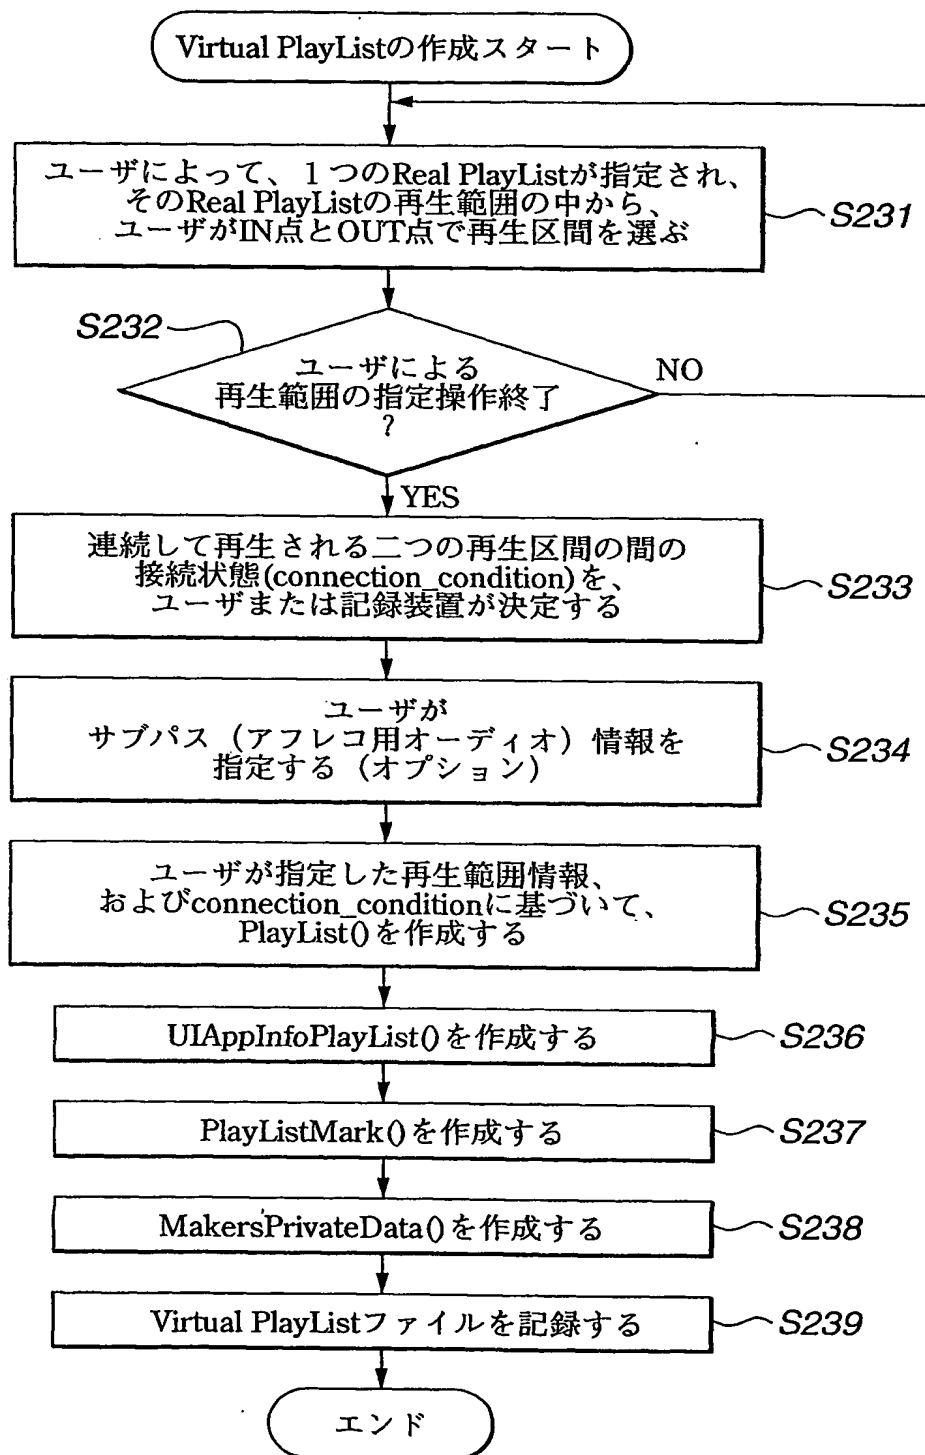 Virtual PlayListの作成スタート
ユーザによって、１つのReal PlayListが指定され、
そのReal PlayListの再生範囲の中から、
ユーザがIN点とOUT点で再生区間を選ぶ
S231
S232
ユーザによる
再生範囲の指定操作終了
?
NO
YES
連続して再生される二つの再生区間の間の
接続状態(connection_condition)を、
ユーザまたは記録装置が決定する
S233
ユーザが
サブパス（アフレコ用オーディオ）情報を
指定する（オプション）
S234
ユーザが指定した再生範囲情報、
およびconnection_conditionに基づいて、
PlayList()を作成する
S235
UIAppInfoPlayList()を作成する
S236
PlayListMark()を作成する
S237
MakersPrivateData()を作成する
S238
Virtual PlayListファイルを記録する
S239
エンド